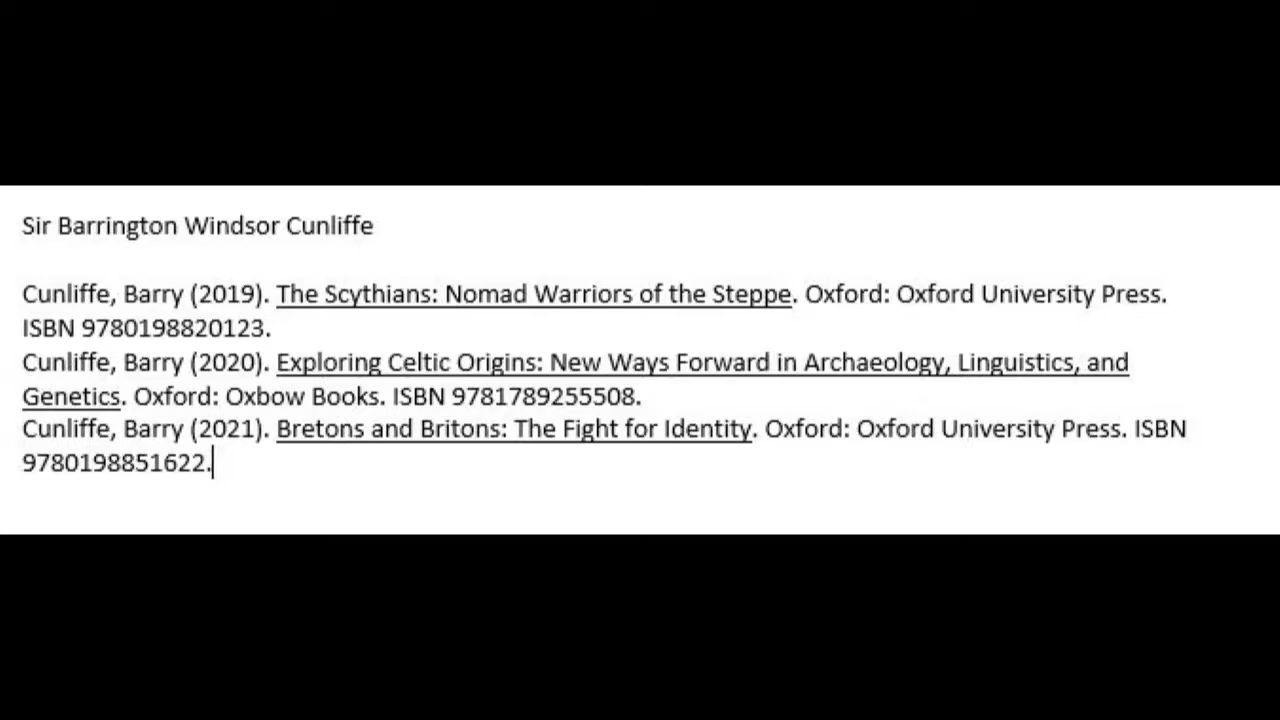 Sir Barrington Windsor Cunliffe
Cunliffe, Barry (2019). The Scythians: Nomad Warriors of the Steppe. Oxford: Oxford University Press.
ISBN 9780198820123.
Cunliffe, Barry (2020). Exploring Celtic Origins: New Ways Forward in Archaeology, Linguistics, and
Genetics. Oxford: Oxbow Books. ISBN 9781789255508.
Cunliffe, Barry (2021). Bretons and Britons: The Fight for Identity. Oxford: Oxford University Press. ISBN
9780198851622.